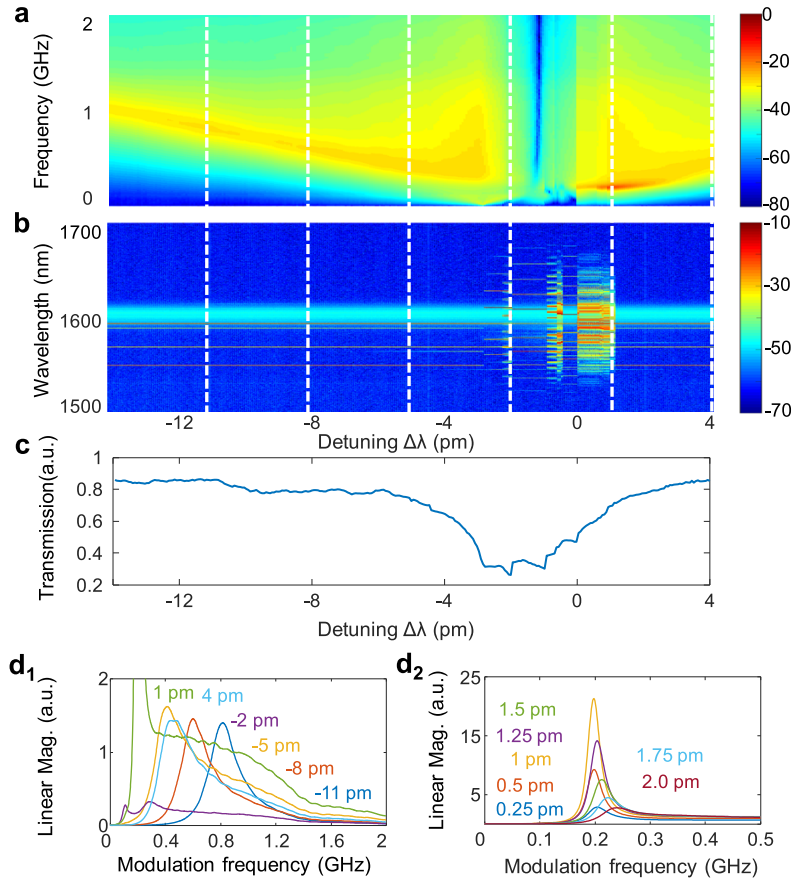 a
Frequency (GHz)
2
1
0
0
-20
-40
-60
-80
b
Wavelength (nm)
1700
1600
1500
-10
-30
-50
-70
-12
-8
-4
0
4
Detuning Δλ (pm)
c
Transmission(a.u.)
1
0.8
0.6
0.4
0.2
-12
-8
-4
0
4
Detuning Δλ (pm)
d₁
Linear Mag. (a.u.)
2
1
0
1 pm
4 pm
-2 pm
-5 pm
-8 pm
-11 pm
0
0.4
0.8
1.2
1.6
2
Modulation frequency (GHz)
d₂
Linear Mag. (a.u.)
25
15
5
1.5 pm
1.25 pm
1 pm
1.75 pm
0.5 pm
2.0 pm
0.25 pm
0
0.1
0.2
0.3
0.4
0.5
Modulation frequency (GHz)